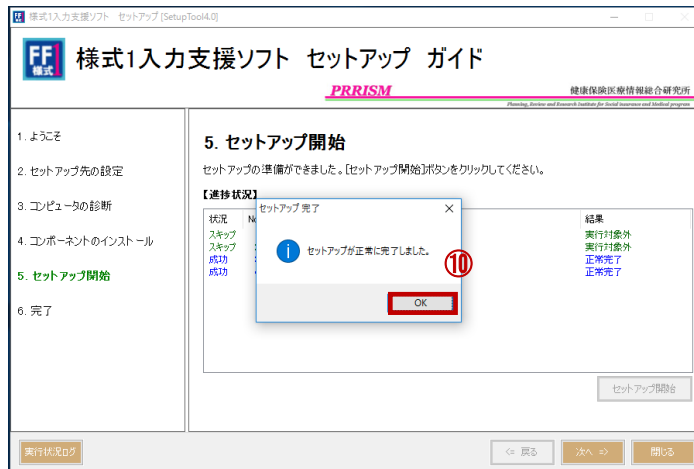 様式1入力支援ソフト セットアップ [SetupTool4.0]
FF1
様式
様式1入力支援ソフト セットアップ ガイド
PRRISM
健康保険医療情報総合研究所
Planning, Review and Research Institute for Social insurance and Medical program
1. ようこそ
2. セットアップ先の設定
3. コンピュータの診断
4. コンポーネントのインストール
5. セットアップ開始
6. 完了
5. セットアップ開始
セットアップの準備ができました。[セットアップ開始]ボタンをクリックしてください。
【進捗状況】
状況
結果
スキップ
実行対象外
スキップ
実行対象外
成功
正常完了
成功
正常完了
セットアップ 完了
セットアップが正常に完了しました。
⑩
OK
セットアップ開始
実行状況ログ
<= 戻る
次へ =>
閉じる